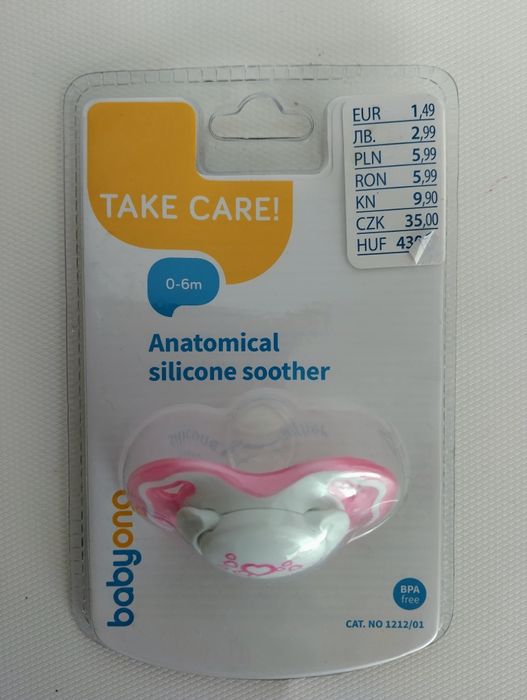 EUR 1,49
ЛВ. 2,99
PLN 5,99
RON 5,99
KN 9,90
CZK 35,00
HUF
TAKE CARE!
0-6m
Anatomical
silicone soother
babyono
BPA
free
CAT. NO 1212/01